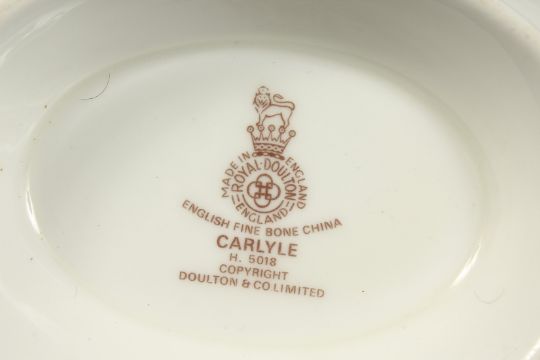 MADE IN ENGLAND
ROYAL DOULTON
ENGLAND
ENGLISH FINE BONE CHINA
CARLYLE
H. 5018
COPYRIGHT
DOULTON & CO LIMITED